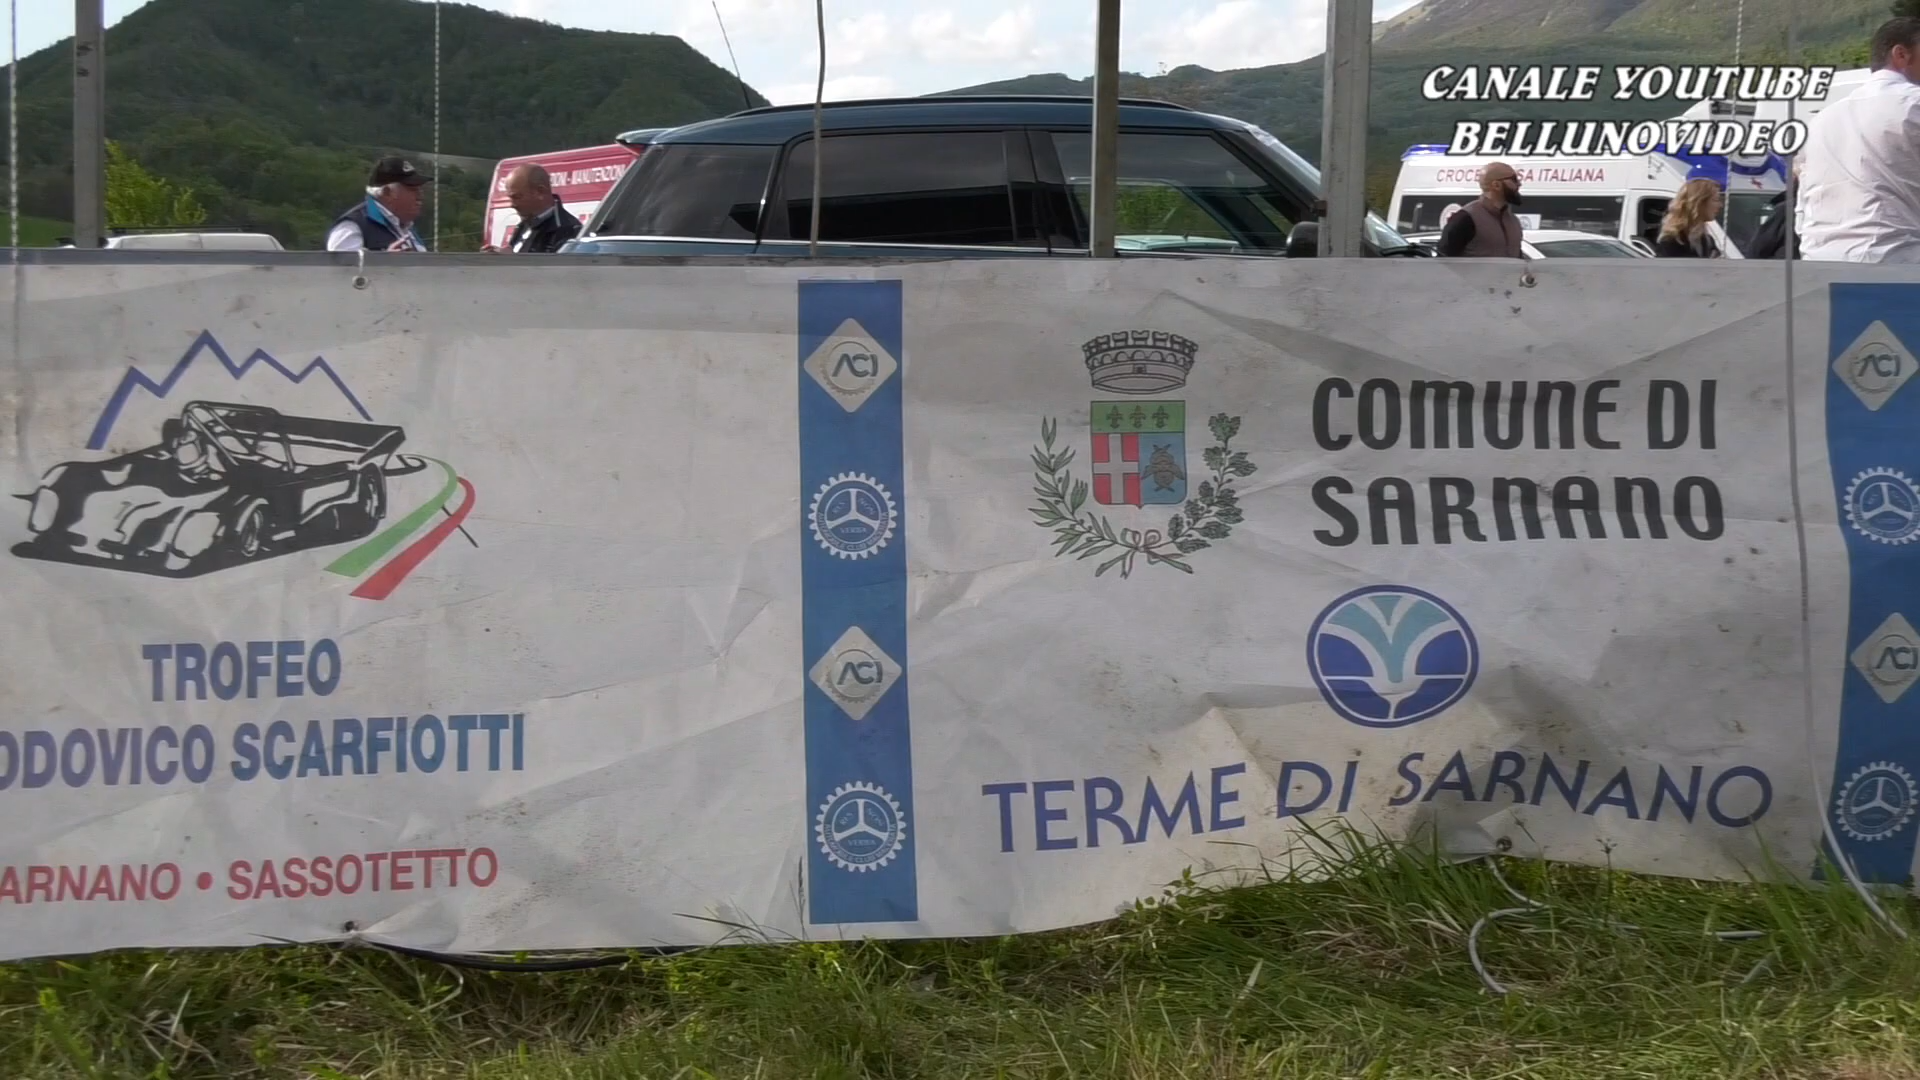 CANALE YOUTUBE
BELLUNOVIDEO
CROCE
SA ITALIANA
ACI
ACI
COMUNE DI
SARNANO
TROFEO
ODOVICO SCARFIOTTI
ARNANO • SASSOTETTO
ACI
ACI
TERME DI SARNANO